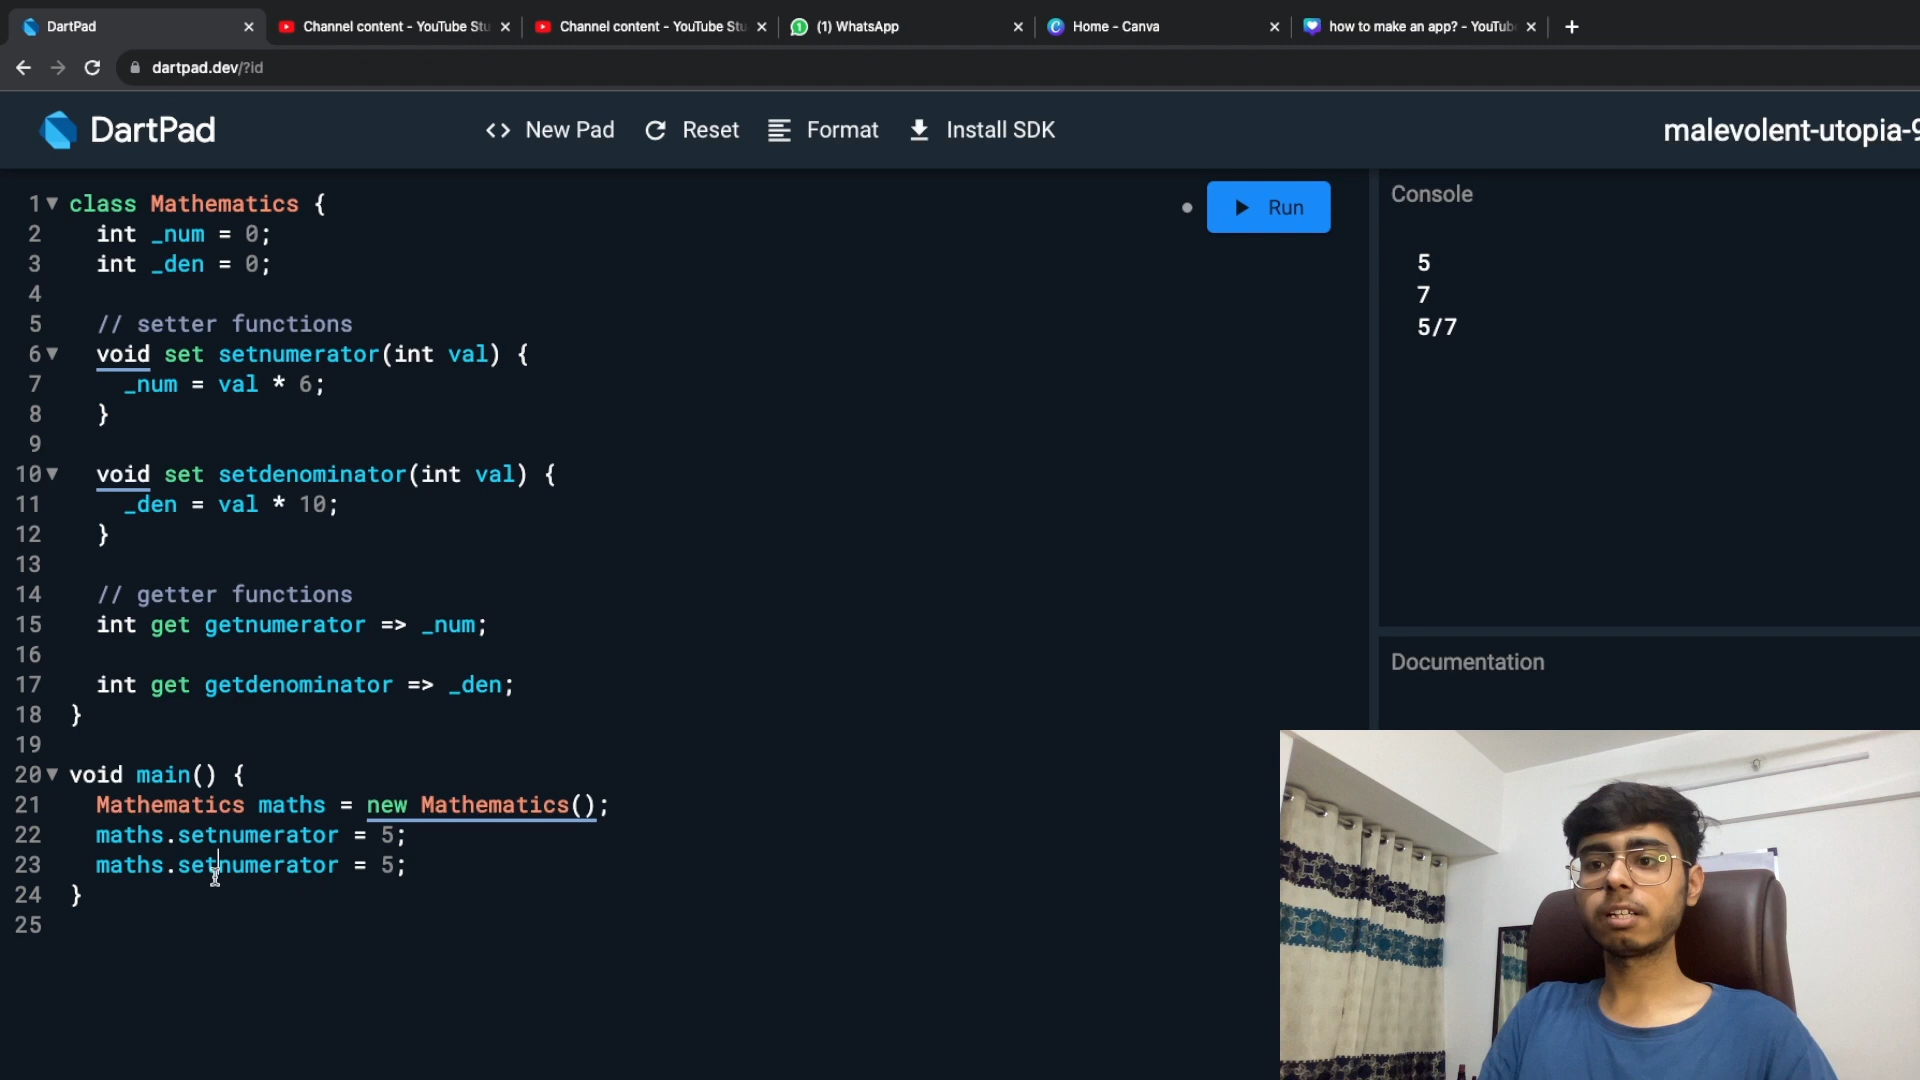 DartPad
Channel content - YouTube Stu
Channel content - YouTube Stu
(1) WhatsApp
Home - Canva
how to make an app? - YouTub
dartpad.dev/?id
DartPad
<> New Pad
Reset
Format
Install SDK
malevolent-utopia-9
1 class Mathematics {
2 int _num = 0;
3 int _den = 0;
4
5 // setter functions
6 void set setnumerator(int val) {
7 _num = val * 6;
8 }
9
10 void set setdenominator(int val) {
11 _den = val * 10;
12 }
13
14 // getter functions
15 int get getnumerator => _num;
16
17 int get getdenominator => _den;
18 }
19
20 void main() {
21 Mathematics maths = new Mathematics();
22 maths.setnumerator = 5;
23 maths.setnumerator = 5;
24 }
25
Run
Console
5
7
5/7
Documentation